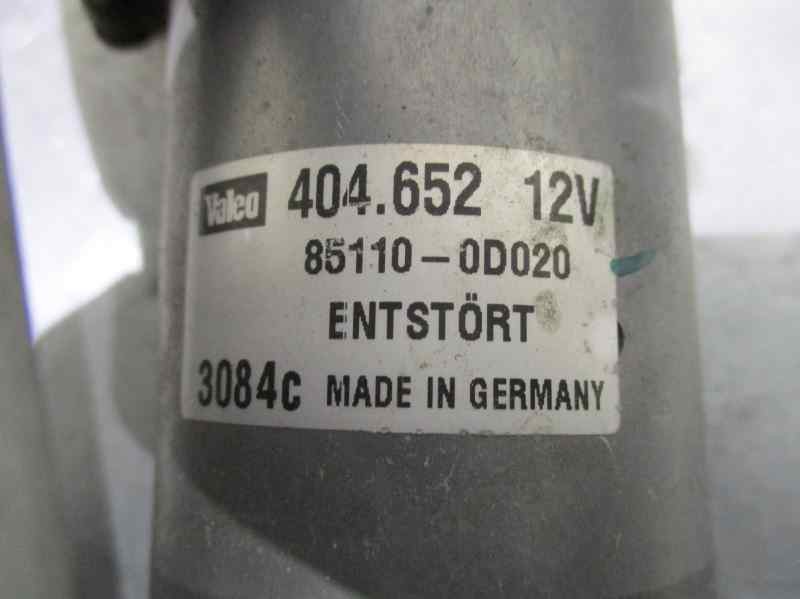 Valeo 404.652 12V
85110-0D020
ENTSTÖRT
3084c MADE IN GERMANY